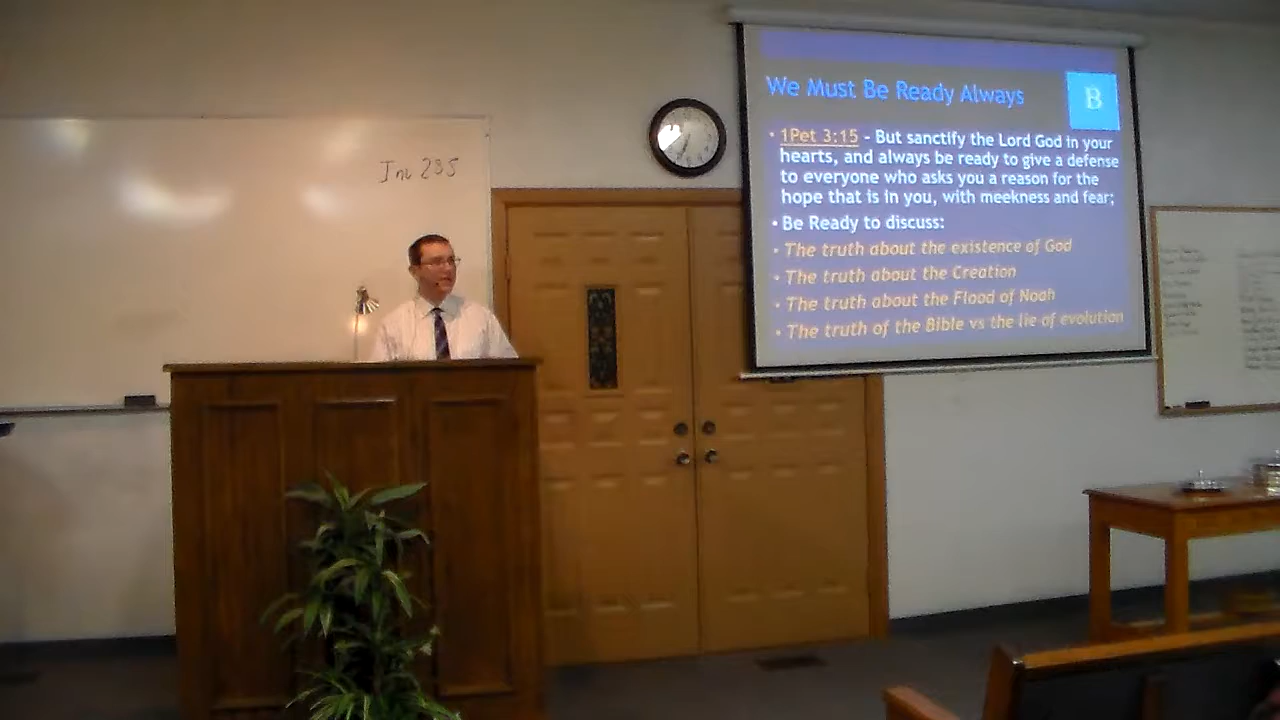 Inv 235
We Must Be Ready Always
B
• 1Pet 3:15 - But sanctify the Lord God in your
hearts, and always be ready to give a defense
to everyone who asks you a reason for the
hope that is in you, with meekness and fear;
• Be Ready to discuss:
• The truth about the existence of God
• The truth about the Creation
• The truth about the Flood of Noah
• The truth of the Bible vs the lie of evolution